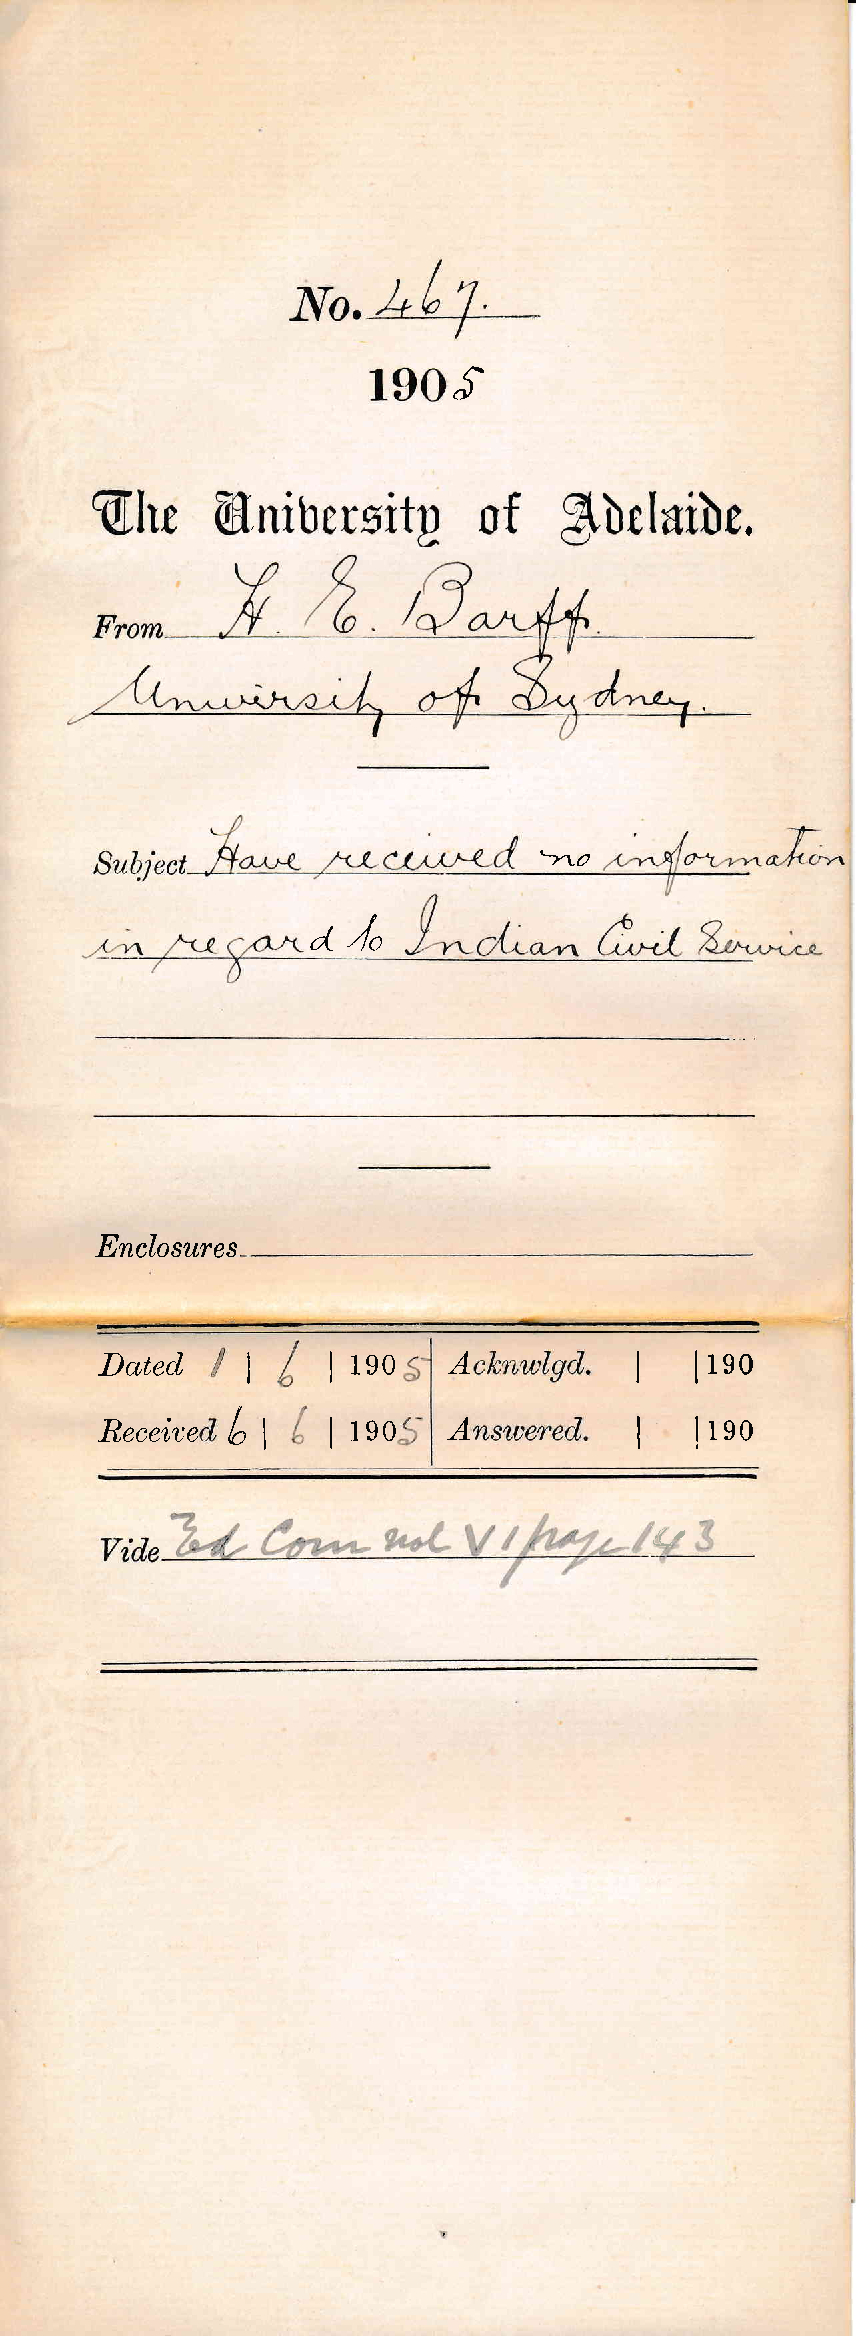 No. 467.
1905
The University of Adelaide.
From H. E. Barff.
University of Sydney.
Subject Have received no information
in regard to Indian Civil Service
Enclosures
Dated 1 | 6 | 1905 Acknwlgd. | | 190
Received 6 | 6 | 1905 Answered. | | 190
Vide Ed Com vol VI page 143